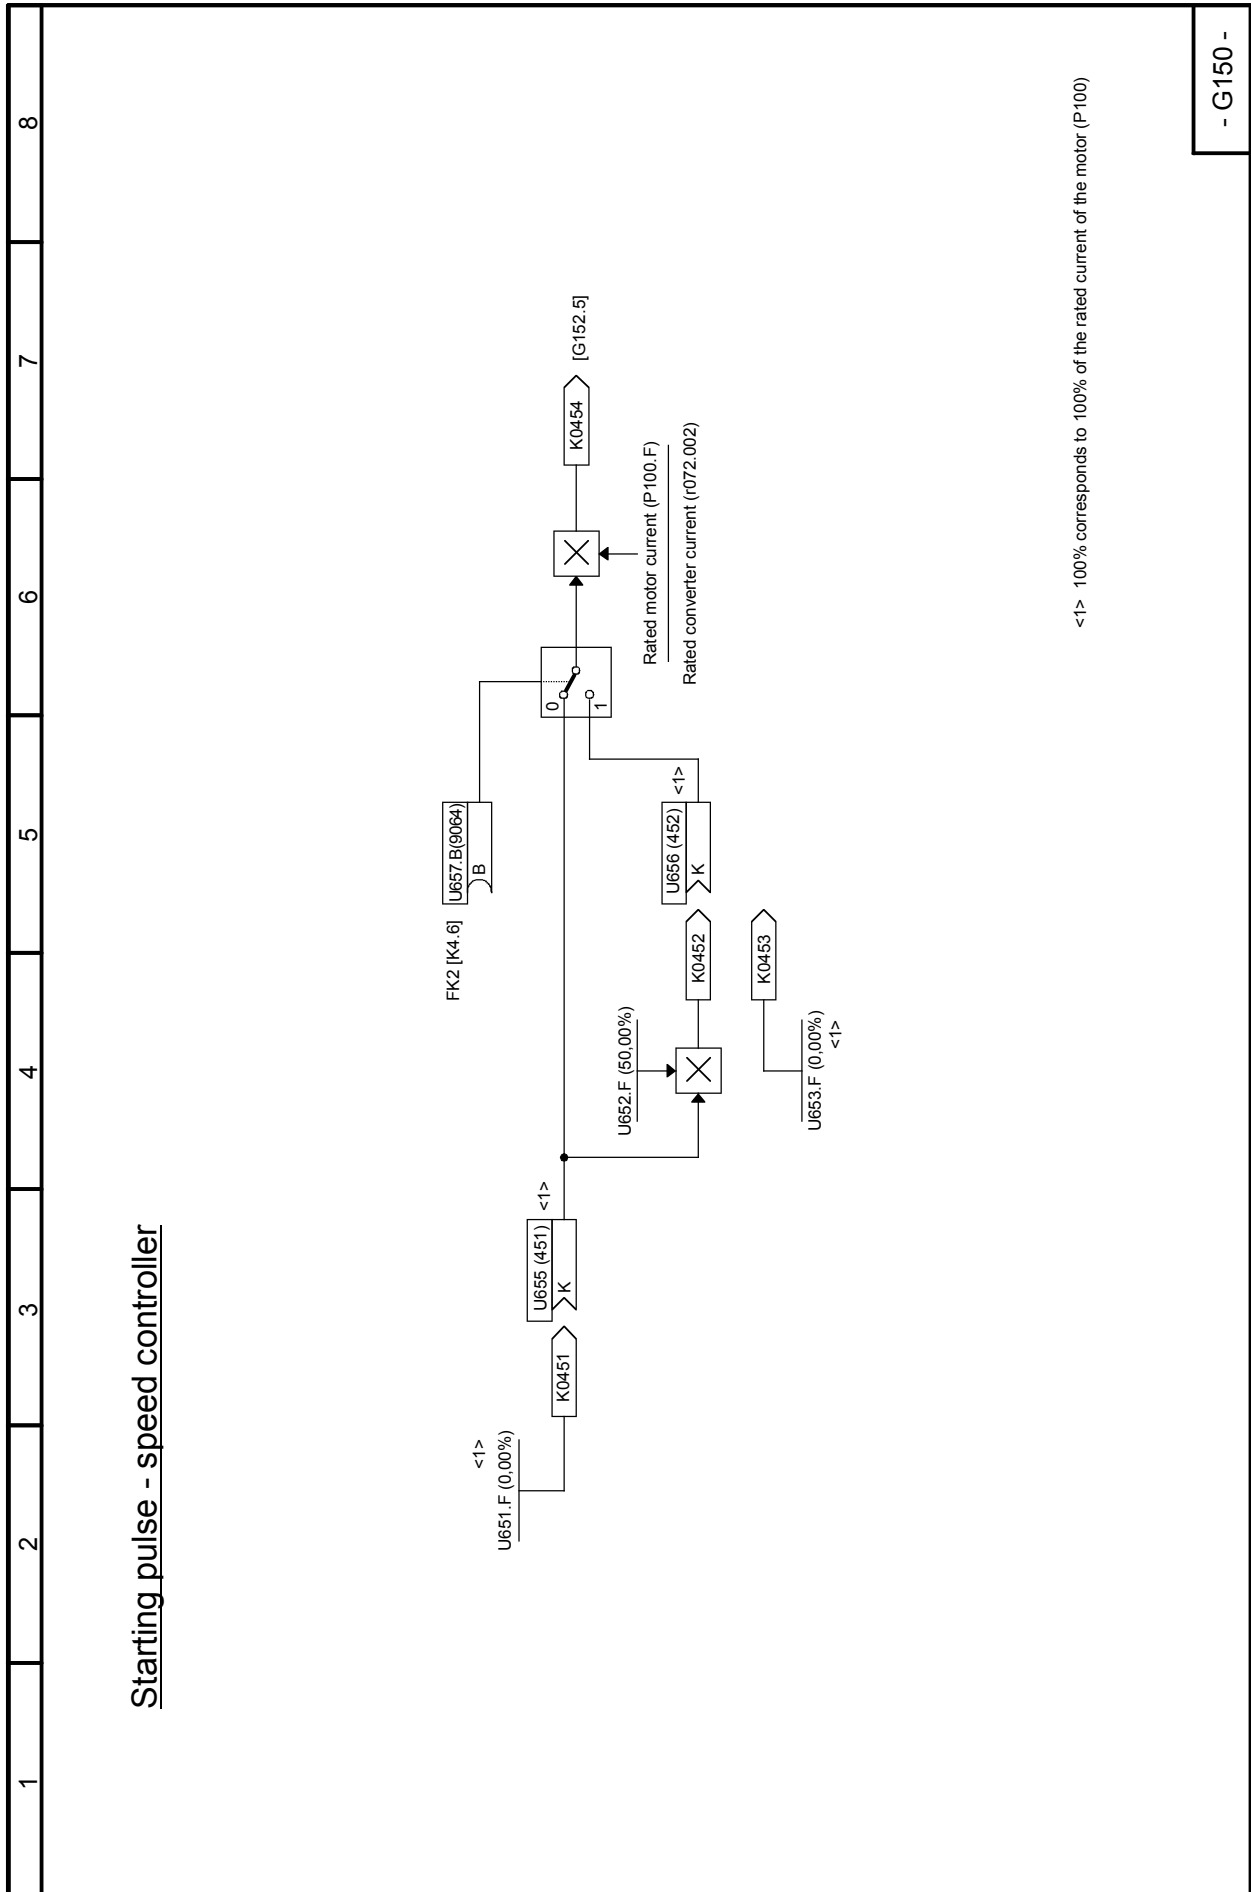 1 2 3 4 5 6 7 8
Starting pulse - speed controller
<1>
U651.F (0,00%)
K0451
U655 (451)
<1>
K
FK2 [K4.6]
U657.B(9064)
B
U652.F (50,00%)
K0452
U656 (452)
<1>
K
U653.F (0,00%)
<1>
K0453
0
1
Rated motor current (P100.F)
Rated converter current (r072.002)
K0454
[G152.5]
<1> 100% corresponds to 100% of the rated current of the motor (P100)
- G150 -